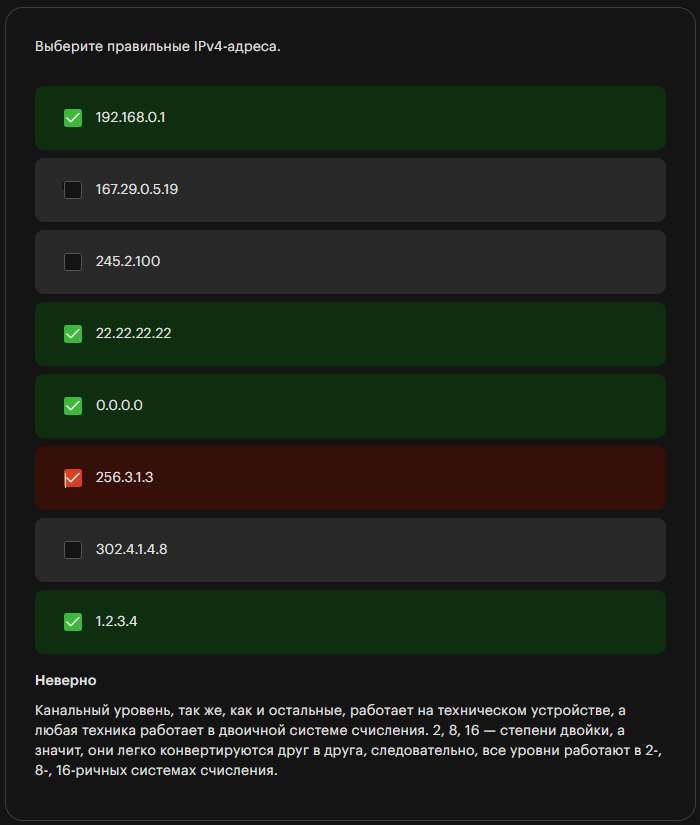 Выберите правильные IPv4-адреса.
192.168.0.1
167.29.0.5.19
245.2.100
22.22.22.22
0.0.0.0
256.3.1.3
302.4.1.4.8
1.2.3.4
Неверно
Канальный уровень, так же, как и остальные, работает на техническом устройстве, а
любая техника работает в двоичной системе счисления. 2, 8, 16 — степени двойки, а
значит, они легко конвертируются друг в друга, следовательно, все уровни работают в 2-,
8-, 16-ричных системах счисления.